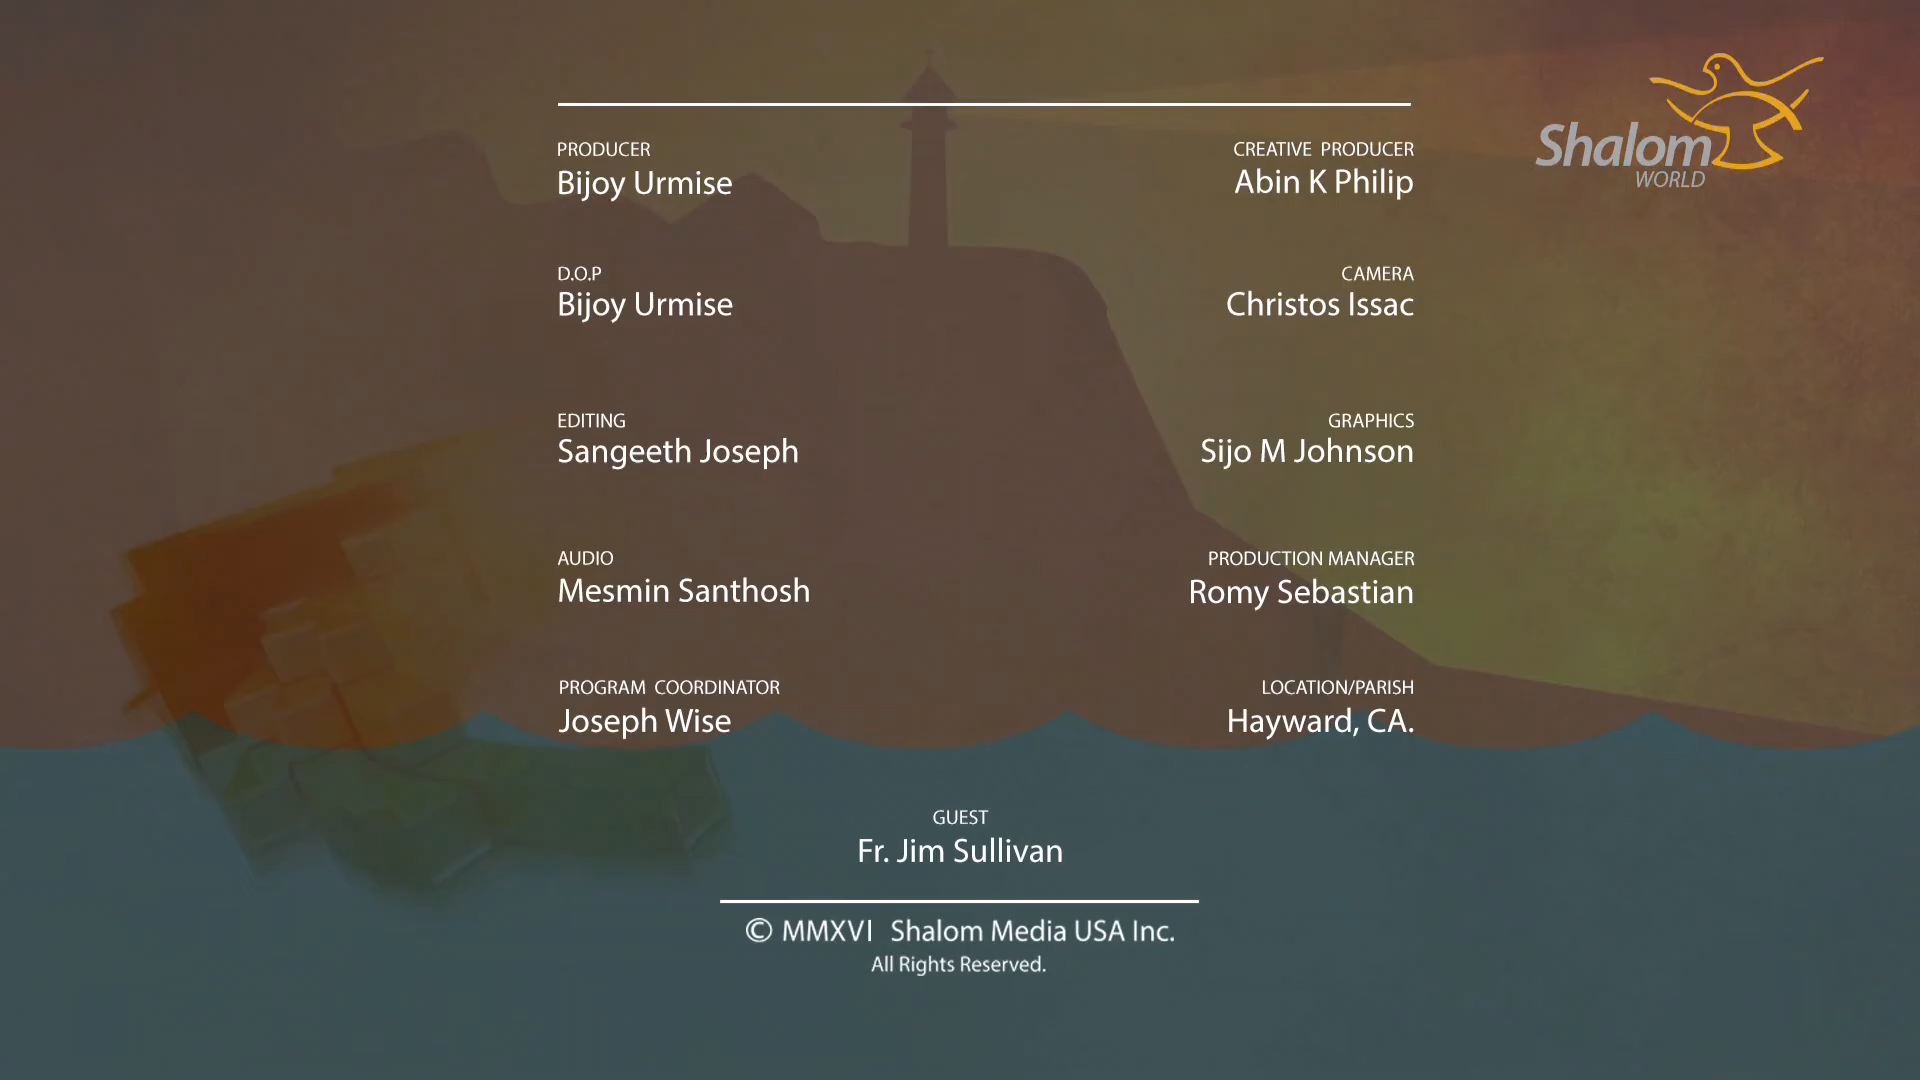 PRODUCER
Bijoy Urmise
CREATIVE PRODUCER
Abin K Philip
Shalom
WORLD
D.O.P
Bijoy Urmise
CAMERA
Christos Issac
EDITING
Sangeeth Joseph
GRAPHICS
Sijo M Johnson
AUDIO
Mesmin Santhosh
PRODUCTION MANAGER
Romy Sebastian
PROGRAM COORDINATOR
Joseph Wise
LOCATION/PARISH
Hayward, CA.
GUEST
Fr. Jim Sullivan
© MMXVI Shalom Media USA Inc.
All Rights Reserved.